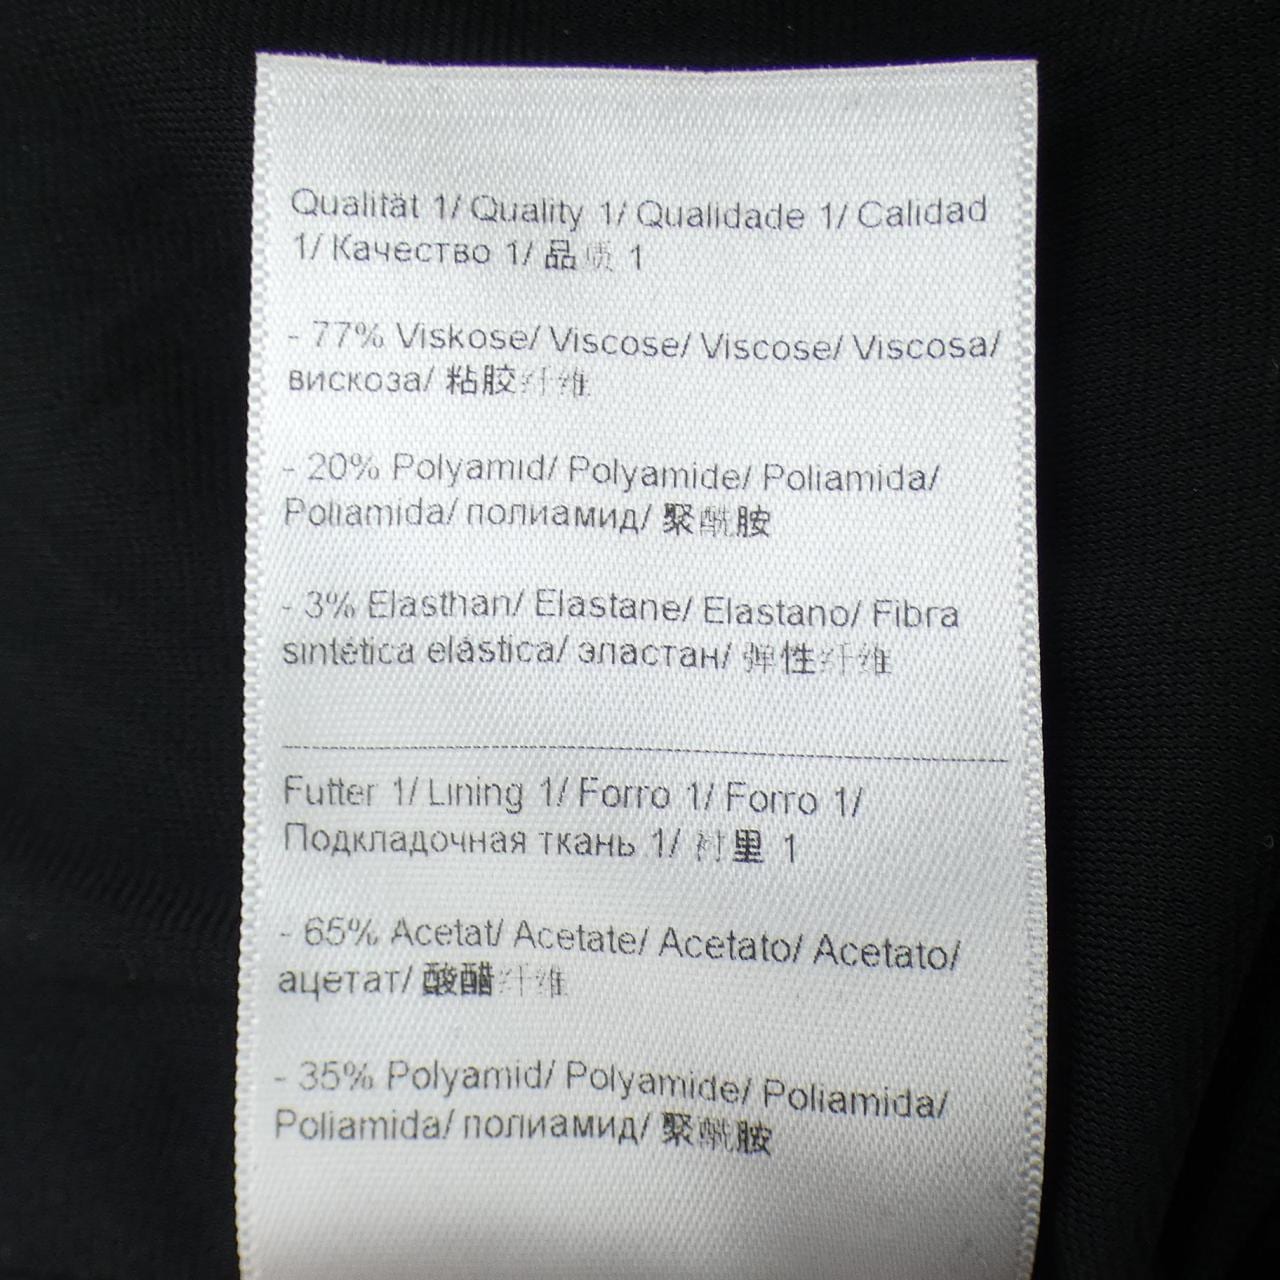 Qualität 1/ Quality 1/ Qualidade 1/ Calidad
1/ Качество 1/ 品质 1
- 77% Viskose/ Viscose/ Viscose/ Viscosa/
вискоза/ 粘胶纤维
- 20% Polyamid/ Polyamide/ Poliamida/
Poliamida/ полиамид/ 聚酰胺
- 3% Elasthan/ Elastane/ Elastano/ Fibra
sintética elástica/ эластан/ 弹性纤维
Futter 1/ Lining 1/ Forro 1/ Forro 1/
Подкладочная ткань 1/ 衬里 1
- 65% Acetat/ Acetate/ Acetato/ Acetato/
ацетат/ 酸醋纤维
- 35% Polyamid/ Polyamide/ Poliamida/
Poliamida/ полиамид/ 聚酰胺